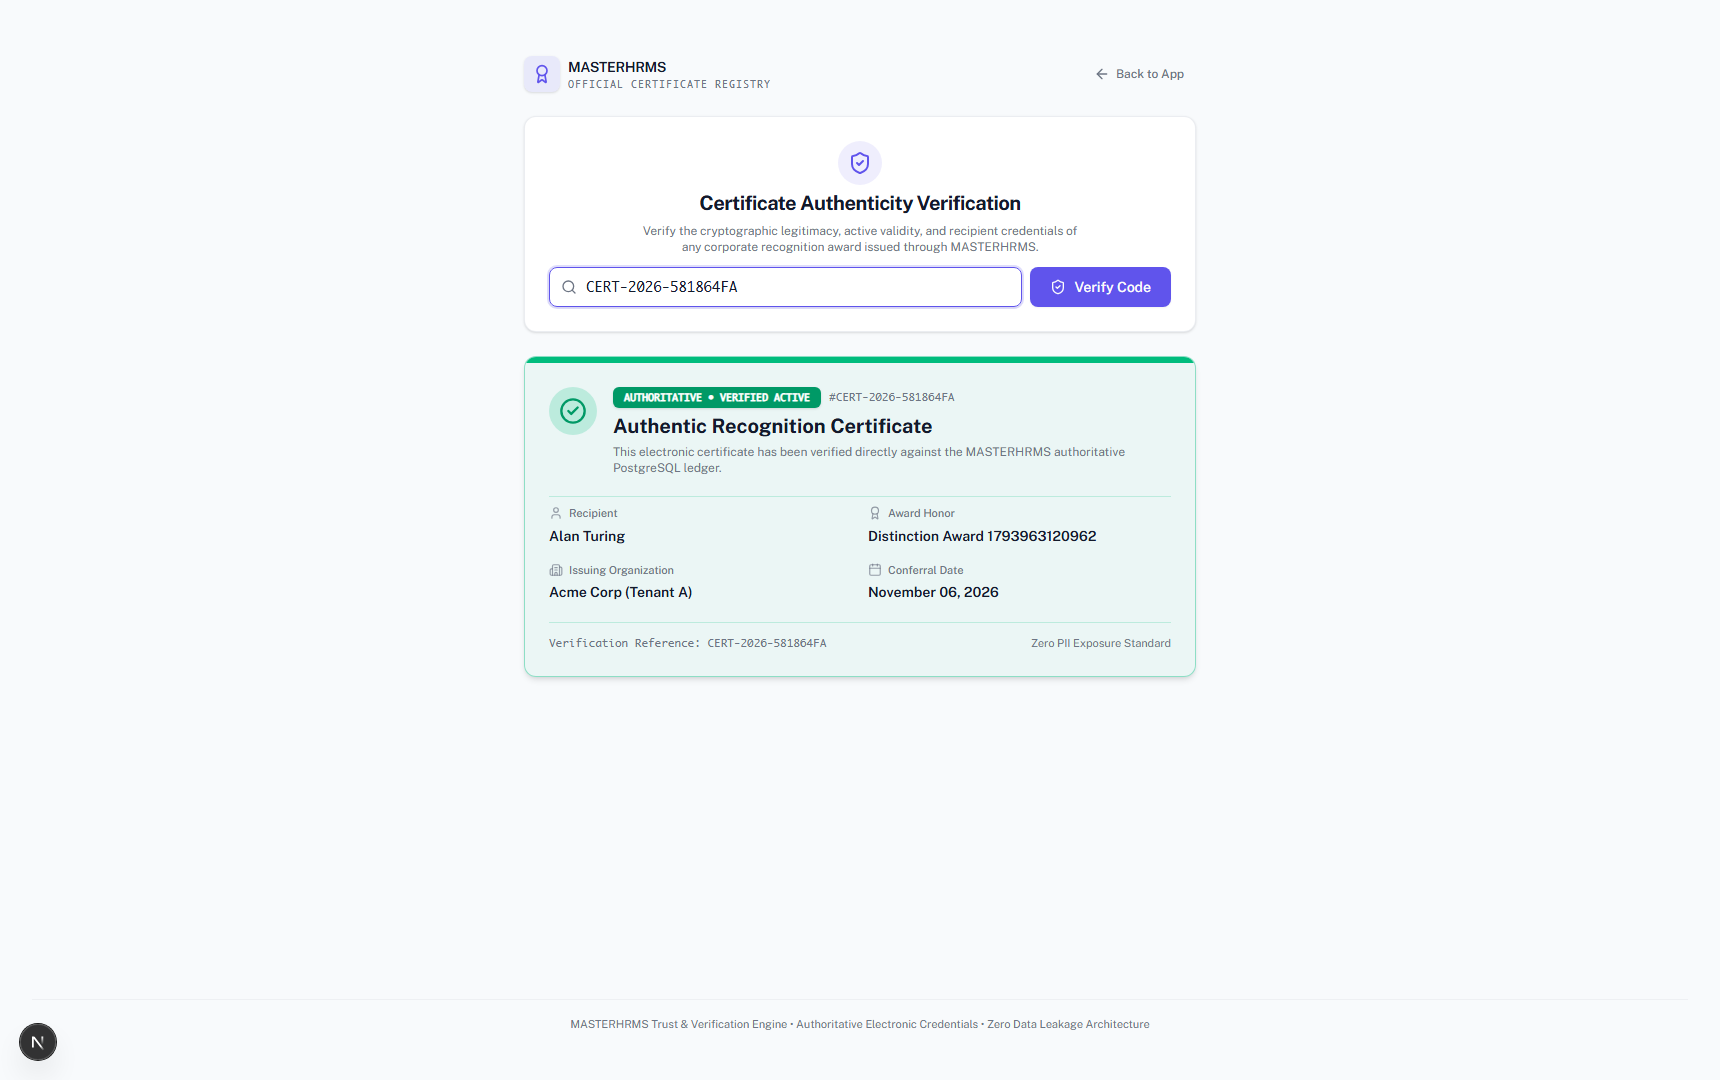 MASTERHRMS
OFFICIAL CERTIFICATE REGISTRY
Back to App
Certificate Authenticity Verification
Verify the cryptographic legitimacy, active validity, and recipient credentials of
any corporate recognition award issued through MASTERHRMS.
CERT-2026-581864FA
Verify Code
AUTHORITATIVE • VERIFIED ACTIVE #CERT-2026-581864FA
Authentic Recognition Certificate
This electronic certificate has been verified directly against the MASTERHRMS authoritative
PostgreSQL ledger.
Recipient
Alan Turing
Award Honor
Distinction Award 1793963120962
Issuing Organization
Acme Corp (Tenant A)
Conferral Date
November 06, 2026
Verification Reference: CERT-2026-581864FA
Zero PII Exposure Standard
MASTERHRMS Trust & Verification Engine • Authoritative Electronic Credentials • Zero Data Leakage Architecture
N